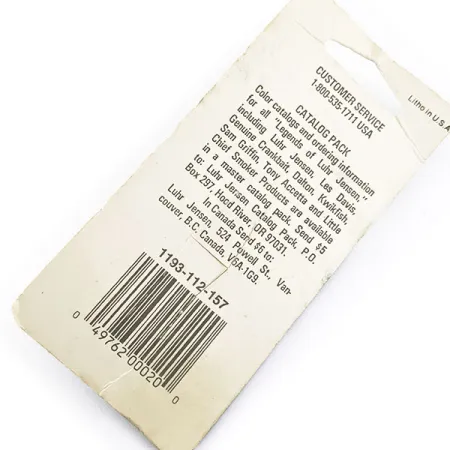 CUSTOMER SERVICE
1-800-535-1711 USA
Litho in U.S.A.
CATALOG PACK
Color catalogs and ordering information
for all "Legends of Luhr Jensen,"
including Luhr Jensen, Les Davis,
Genuine Crankbait, Dalton, Kwikfish,
Sam Griffin, Tony Accetta and Little
Chief Smoker Products are available
in a master catalog pack. Send $5
to: Luhr Jensen Catalog Pack, P.O.
Box 297, Hood River, OR 97031.
In Canada Send $6 to:
Luhr Jensen, 524 Powell St., Van-
couver, B.C. Canada, V6A-1G9.
1193-112-157
0 49762 00020 0